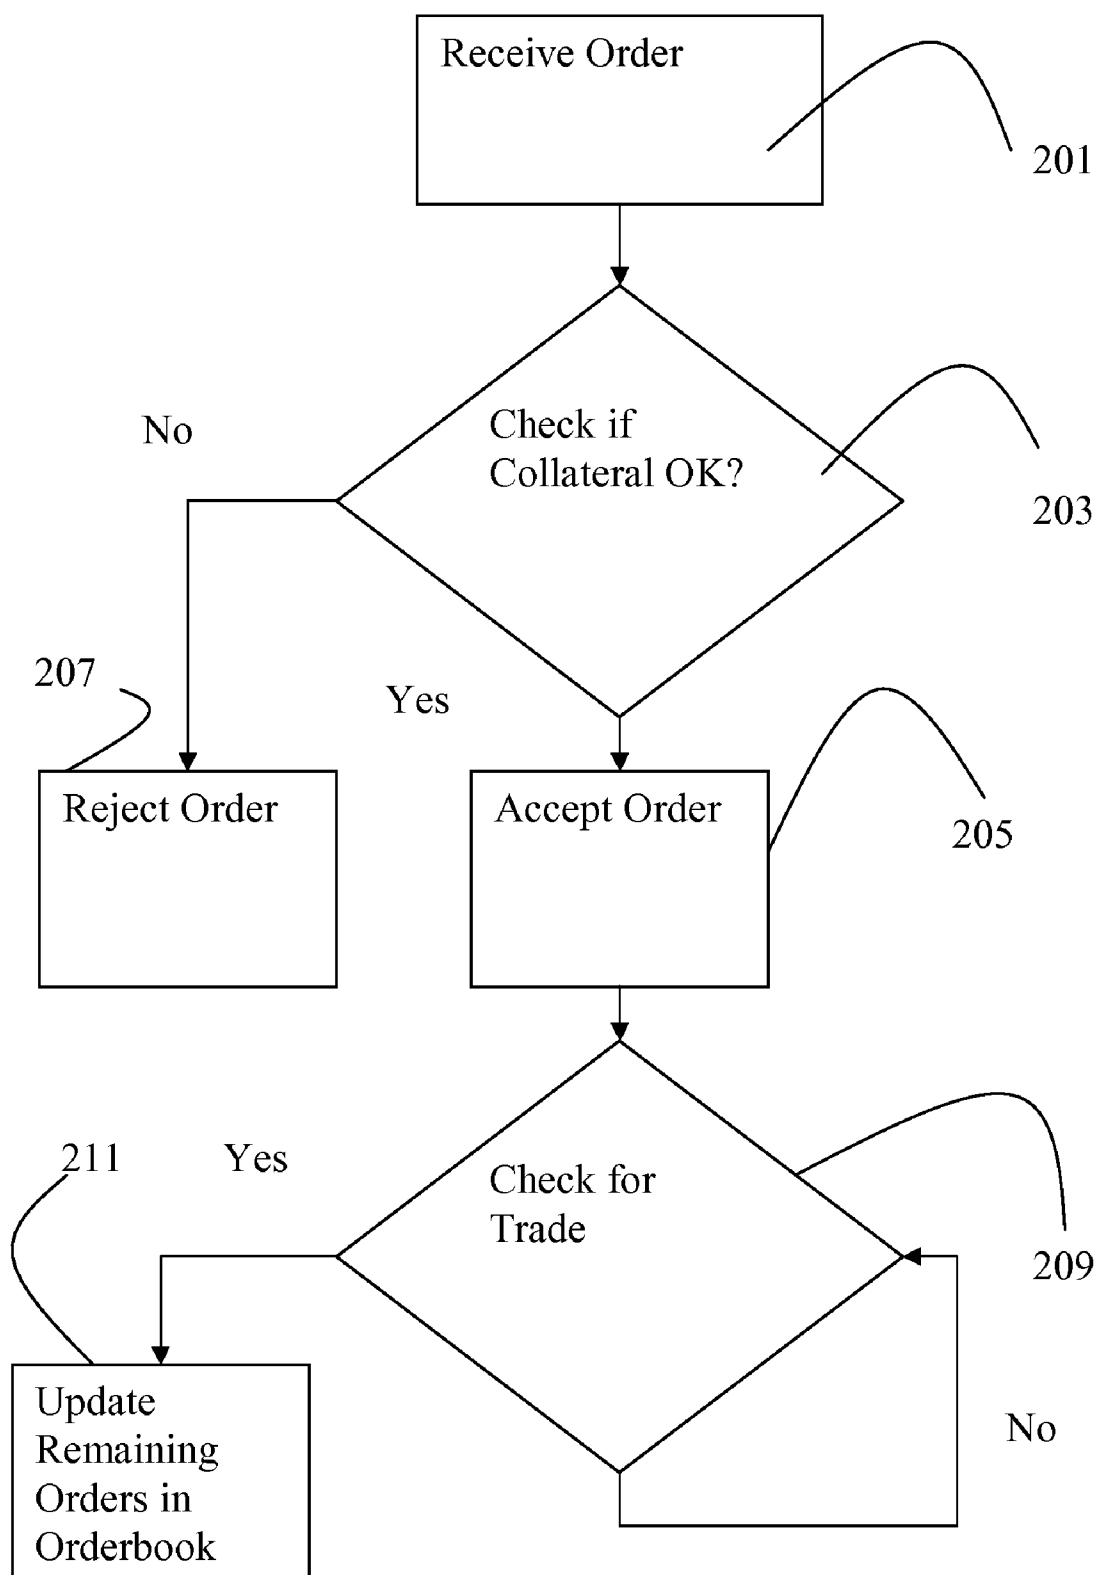 Receive Order
201
No
Check if
Collateral OK?
203
207
Yes
Reject Order
Accept Order
205
211
Yes
Check for
Trade
209
Update
Remaining
Orders in
Orderbook
No